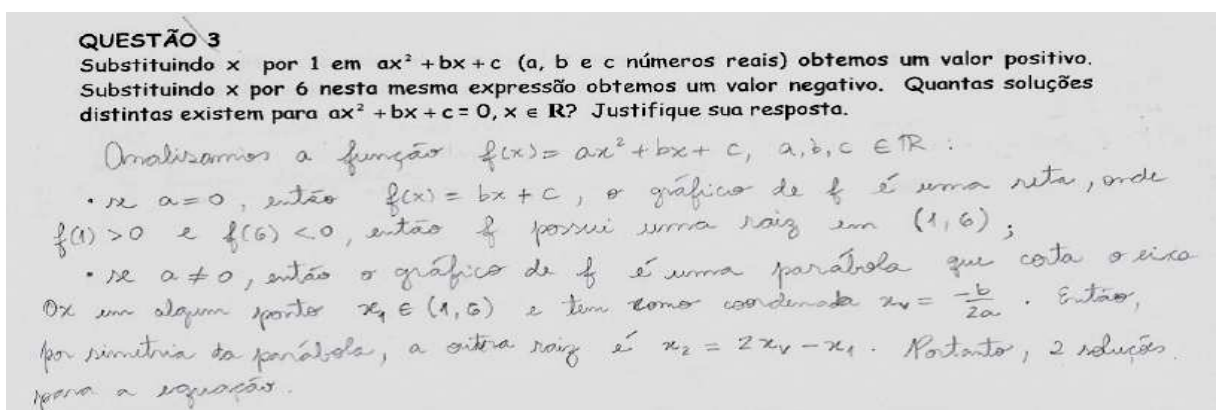 QUESTÃO 3
Substituindo x por 1 em ax² + bx + c (a, b e c números reais) obtemos um valor positivo.
Substituindo x por 6 nesta mesma expressão obtemos um valor negativo. Quantas soluções
distintas existem para ax² + bx + c = 0, x ∈ R? Justifique sua resposta.
Analisamos a função f(x) = ax² + bx + c, a, b, c ∈ ℝ :
• se a = 0, então f(x) = bx + c, o gráfico de f é uma reta, onde
f(1) > 0 e f(6) < 0, então f possui uma raiz em (1, 6) ;
• se a ≠ 0, então o gráfico de f é uma parábola que corta o eixo
Ox em algum ponto x₁ ∈ (1, 6) e tem como coordenada xᵥ = -b/2a . Então,
por simetria da parábola, a outra raiz é x₂ = 2xᵥ - x₁. Portanto, 2 soluções
para a equação.